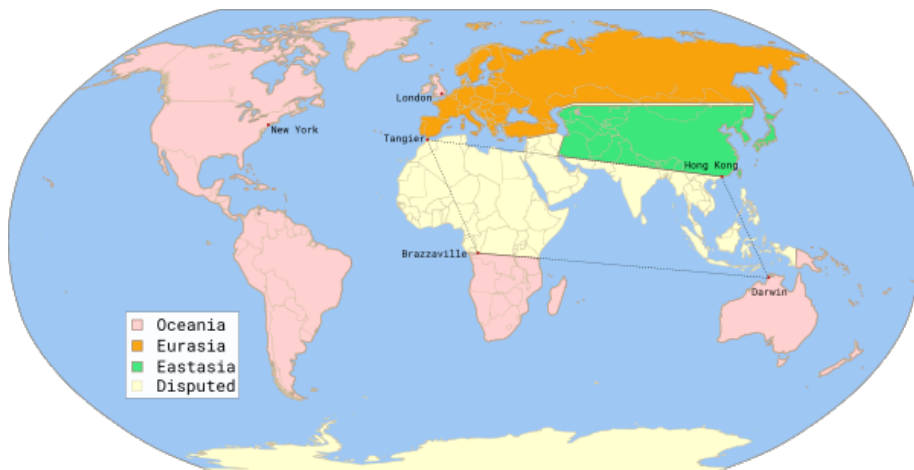 London
New York
Tangier
Hong Kong
Brazzaville
Darwin
Oceania
Eurasia
Eastasia
Disputed